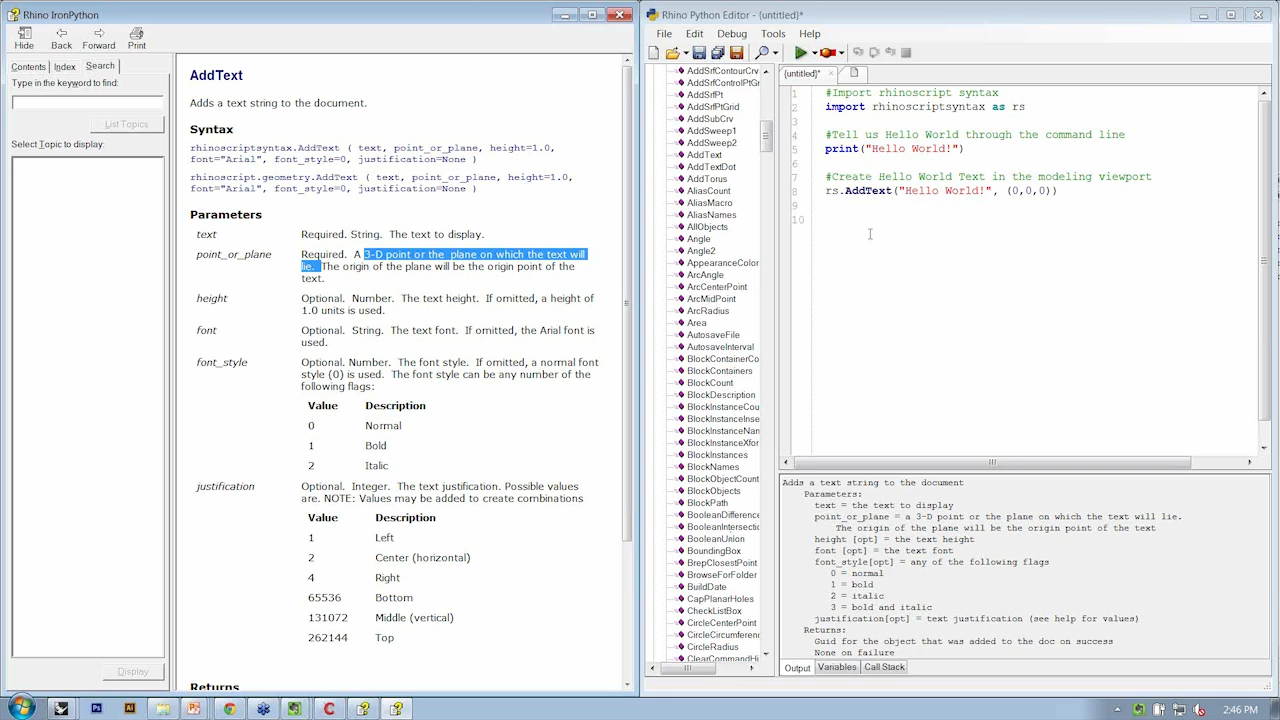 Rhino IronPython
Hide
Back
Forward
Print
Contents
Index
Search
Type in the keyword to find:
List Topics
Select Topic to display:
Display
AddText
Adds a text string to the document.
Syntax
rhinoscriptsyntax.AddText ( text, point_or_plane, height=1.0,
font="Arial", font_style=0, justification=None )
rhinoscript.geometry.AddText ( text, point_or_plane, height=1.0,
font="Arial", font_style=0, justification=None )
Parameters
text
Required. String. The text to display.
point_or_plane
Required. A 3-D point or the plane on which the text will
lie. The origin of the plane will be the origin point of the
text.
height
Optional. Number. The text height. If omitted, a height of
1.0 units is used.
font
Optional. String. The text font. If omitted, the Arial font is
used.
font_style
Optional. Number. The font style. If omitted, a normal font
style (0) is used. The font style can be any number of the
following flags:
Value Description
0 Normal
1 Bold
2 Italic
justification
Optional. Integer. The text justification. Possible values
are. NOTE: Values may be added to create combinations
Value Description
1 Left
2 Center (horizontal)
4 Right
65536 Bottom
131072 Middle (vertical)
262144 Top
Returns
Rhino Python Editor - {untitled}*
File Edit Debug Tools Help
AddSrfContourCrv
AddSrfControlPtGr
AddSrfPt
AddSrfPtGrid
AddSubCrv
AddSweep1
AddSweep2
AddText
AddTextDot
AddTorus
AliasCount
AliasMacro
AliasNames
AllObjects
Angle
Angle2
AppearanceColor
ArcAngle
ArcCenterPoint
ArcMidPoint
ArcRadius
Area
AutosaveFile
AutosaveInterval
BlockContainerCo
BlockContainers
BlockCount
BlockDescription
BlockInstanceCou
BlockInstanceInse
BlockInstanceNan
BlockInstanceXfor
BlockInstances
BlockNames
BlockObjectCount
BlockObjects
BlockPath
BooleanDifference
BooleanIntersectic
BooleanUnion
BoundingBox
BrepClosestPoint
BrowseForFolder
BuildDate
CapPlanarHoles
CheckListBox
CircleCenterPoint
CircleCircumferenc
CircleRadius
ClearCommandHi
{untitled}*
1 #Import rhinoscript syntax
2 import rhinoscriptsyntax as rs
3
4 #Tell us Hello World through the command line
5 print("Hello World!")
6
7 #Create Hello World Text in the modeling viewport
8 rs.AddText("Hello World!", (0,0,0))
9
10
Adds a text string to the document
Parameters:
text = the text to display
point_or_plane = a 3-D point or the plane on which the text will lie.
The origin of the plane will be the origin point of the text
height [opt] = the text height
font [opt] = the text font
font_style[opt] = any of the following flags
0 = normal
1 = bold
2 = italic
3 = bold and italic
justification[opt] = text justification (see help for values)
Returns:
Guid for the object that was added to the doc on success
None on failure
Output Variables Call Stack
2:46 PM